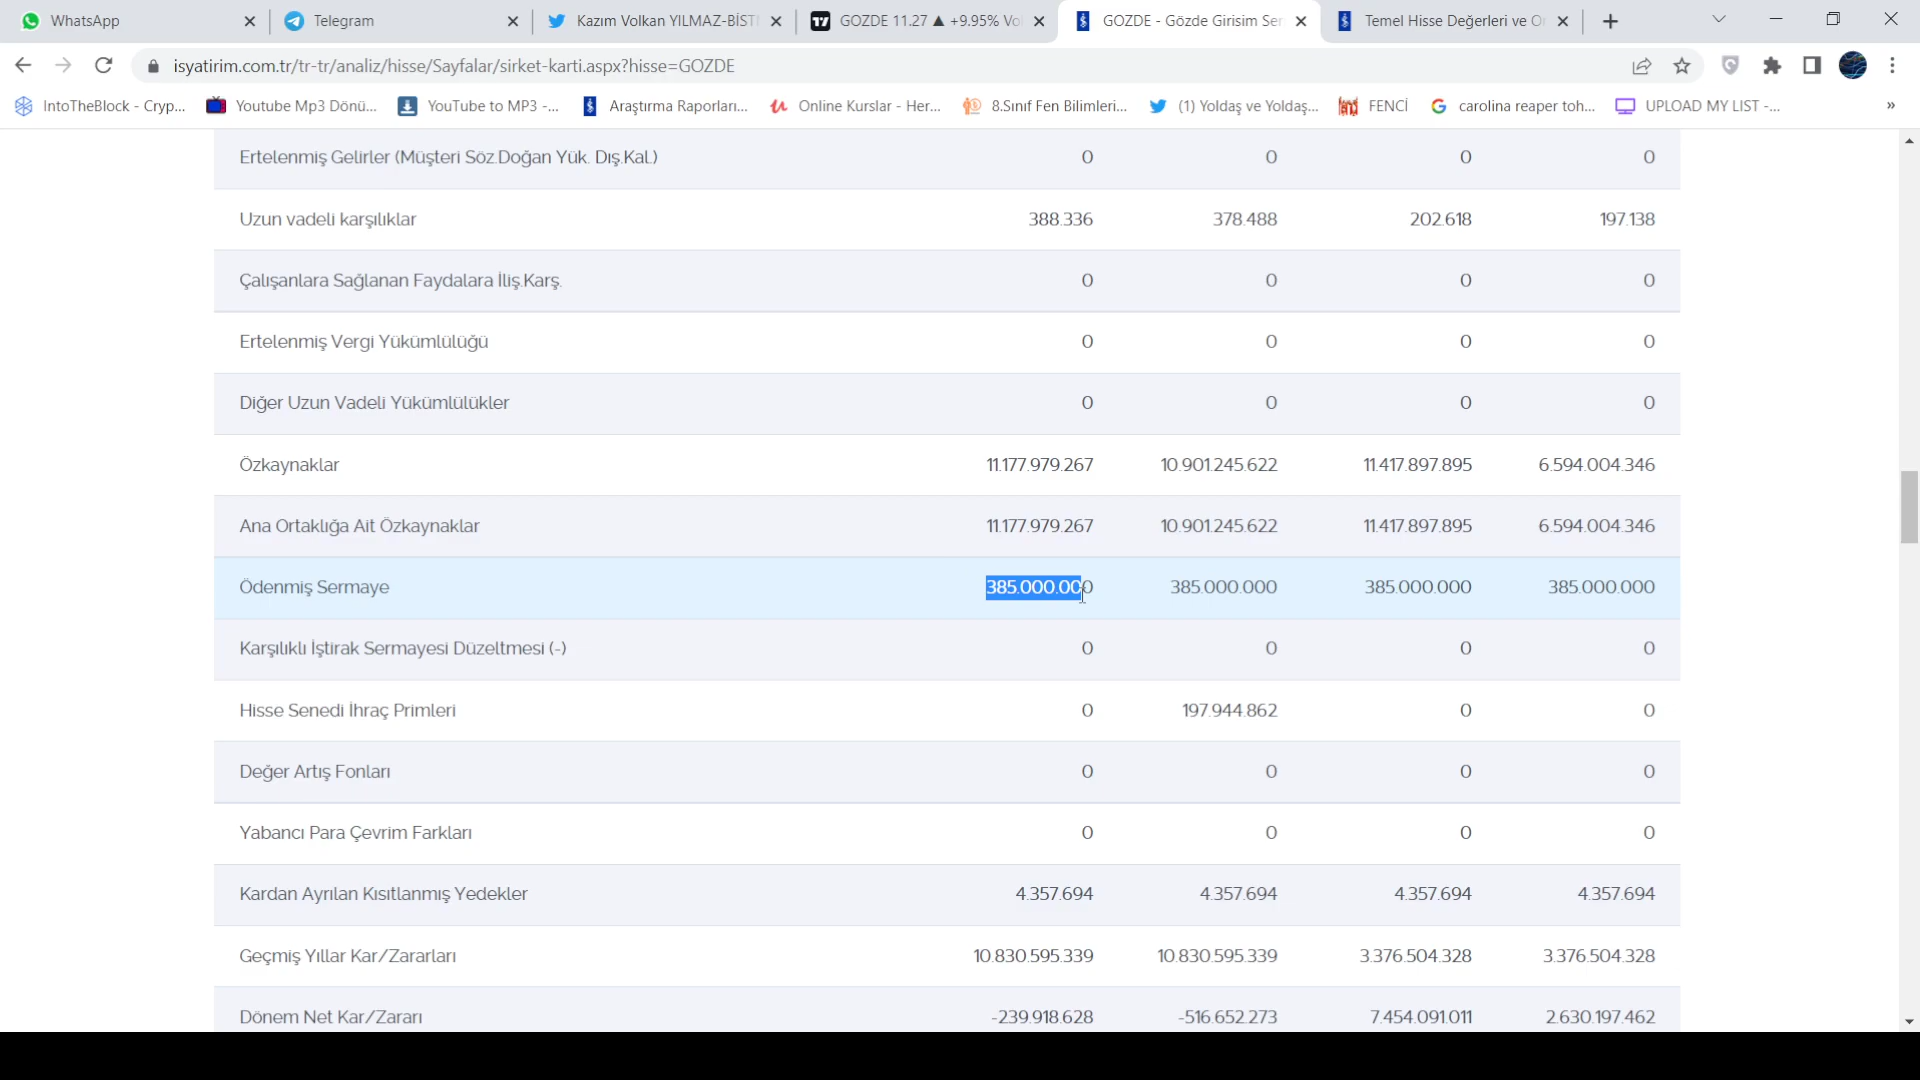 WhatsApp
Telegram
Kazım Volkan YILMAZ-BİST
GOZDE 11.27 ▲ +9.95% Vo
GOZDE - Gözde Girisim Ser
Temel Hisse Değerleri ve Or
isyatirim.com.tr/tr-tr/analiz/hisse/Sayfalar/sirket-karti.aspx?hisse=GOZDE
IntoTheBlock - Cryp...
Youtube Mp3 Dönü...
YouTube to MP3 -...
Araştırma Raporları...
Online Kurslar - Her...
8.Sınıf Fen Bilimleri...
(1) Yoldaş ve Yoldaş...
FENCİ
carolina reaper toh...
UPLOAD MY LIST -...
»
Ertelenmiş Gelirler (Müşteri Söz.Doğan Yük. Dış.Kal.) 0 0 0 0
Uzun vadeli karşılıklar 388.336 378.488 202.618 197.138
Çalışanlara Sağlanan Faydalara İliş.Karş. 0 0 0 0
Ertelenmiş Vergi Yükümlülüğü 0 0 0 0
Diğer Uzun Vadeli Yükümlülükler 0 0 0 0
Özkaynaklar 11.177.979.267 10.901.245.622 11.417.897.895 6.594.004.346
Ana Ortaklığa Ait Özkaynaklar 11.177.979.267 10.901.245.622 11.417.897.895 6.594.004.346
Ödenmiş Sermaye 385.000.000 385.000.000 385.000.000 385.000.000
Karşılıklı İştirak Sermayesi Düzeltmesi (-) 0 0 0 0
Hisse Senedi İhraç Primleri 0 197.944.862 0 0
Değer Artış Fonları 0 0 0 0
Yabancı Para Çevrim Farkları 0 0 0 0
Kardan Ayrılan Kısıtlanmış Yedekler 4.357.694 4.357.694 4.357.694 4.357.694
Geçmiş Yıllar Kar/Zararları 10.830.595.339 10.830.595.339 3.376.504.328 3.376.504.328
Dönem Net Kar/Zararı -239.918.628 -516.652.273 7.454.091.011 2.630.197.462